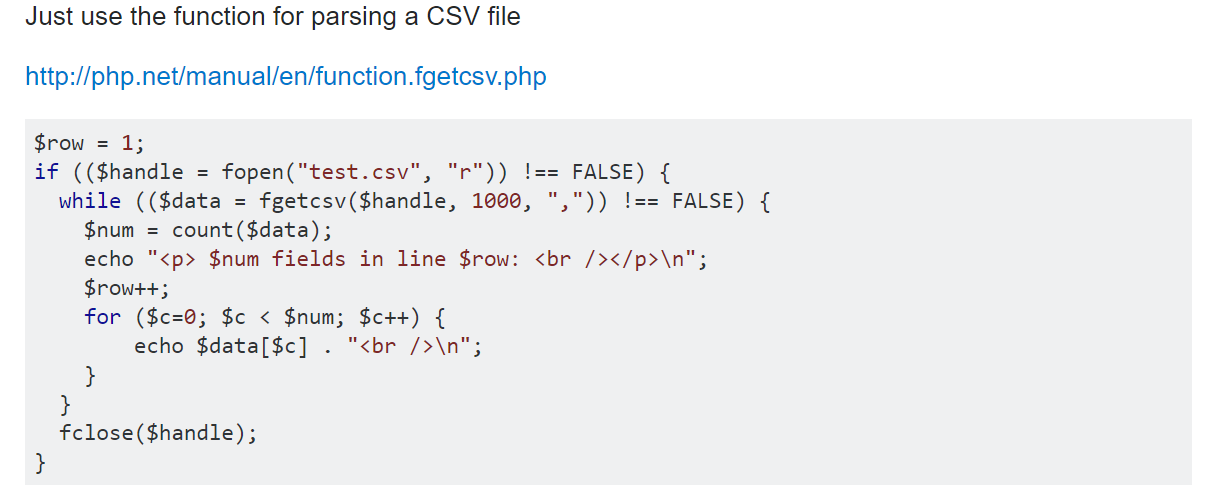 Just use the function for parsing a CSV file
http://php.net/manual/en/function.fgetcsv.php
$row = 1;
if (($handle = fopen("test.csv", "r")) !== FALSE) {
  while (($data = fgetcsv($handle, 1000, ",")) !== FALSE) {
    $num = count($data);
    echo "<p> $num fields in line $row: <br /></p>\n";
    $row++;
    for ($c=0; $c < $num; $c++) {
        echo $data[$c] . "<br />\n";
    }
  }
  fclose($handle);
}